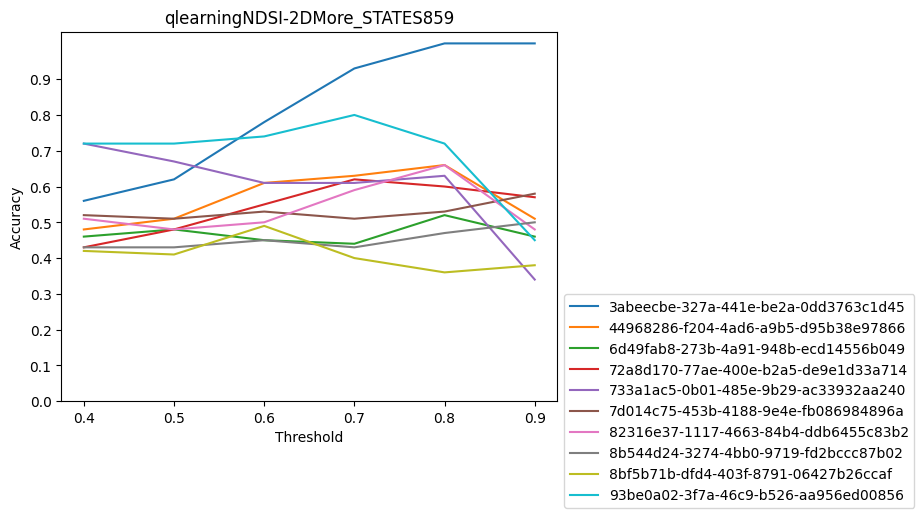 qlearningNDSI-2DMore_STATES859
Accuracy
0.9
0.8
0.7
0.6
0.5
0.4
0.3
0.2
0.1
0.0
0.4 0.5 0.6 0.7 0.8 0.9
Threshold
3abeecbe-327a-441e-be2a-0dd3763c1d45
44968286-f204-4ad6-a9b5-d95b38e97866
6d49fab8-273b-4a91-948b-ecd14556b049
72a8d170-77ae-400e-b2a5-de9e1d33a714
733a1ac5-0b01-485e-9b29-ac33932aa240
7d014c75-453b-4188-9e4e-fb086984896a
82316e37-1117-4663-84b4-ddb6455c83b2
8b544d24-3274-4bb0-9719-fd2bccc87b02
8bf5b71b-dfd4-403f-8791-06427b26ccaf
93be0a02-3f7a-46c9-b526-aa956ed00856